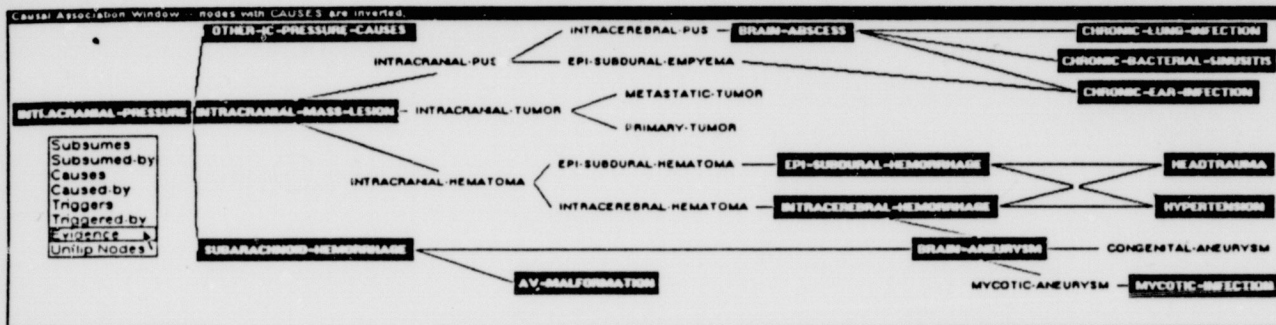 Causal Association Window - nodes with CAUSES are inverted.
OTHER-IC-PRESSURE-CAUSES
INTRACEREBRAL-PUS
BRAIN-ABSCESS
CHRONIC-LUNG-INFECTION
INTRACRANIAL-PUS
EPI-SUBDURAL-EMPYEMA
CHRONIC-BACTERIAL-SINUSITIS
CHRONIC-EAR-INFECTION
METASTATIC-TUMOR
INTRACRANIAL-PRESSURE
INTRACRANIAL-MASS-LESION
INTRACRANIAL-TUMOR
PRIMARY-TUMOR
Subsumes
Subsumed-by
Causes
Caused-by
Triggers
Triggered-by
Evidence
Unflip Nodes
INTRACRANIAL-HEMATOMA
EPI-SUBDURAL-HEMATOMA
EPI-SUBDURAL-HEMORRHAGE
HEADTRAUMA
INTRACEREBRAL-HEMATOMA
INTRACEREBRAL-HEMORRHAGE
HYPERTENSION
SUBARACHNOID-HEMORRHAGE
BRAIN-ANEURYSM
CONGENITAL-ANEURYSM
AV-MALFORMATION
MYCOTIC-ANEURYSM
MYCOTIC-INFECTION